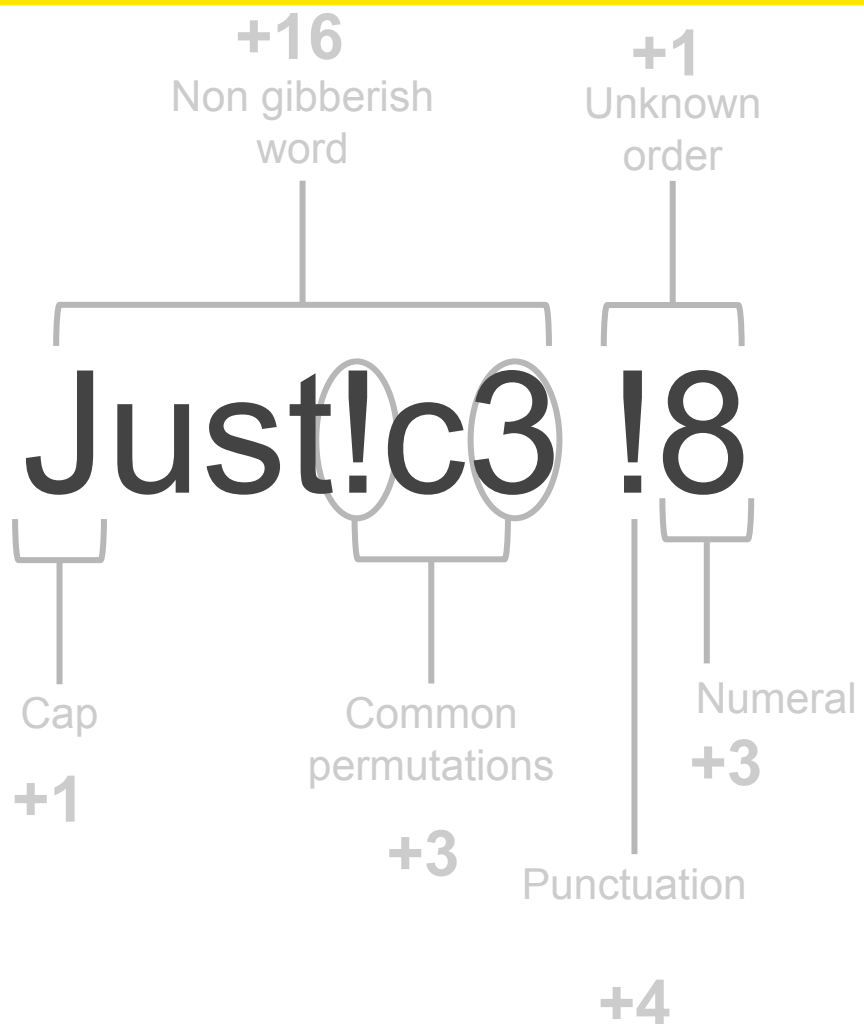 +16
Non gibberish
word
+1
Unknown
order
Just!c3 !8
Cap
+1
Common
permutations
+3
Numeral
+3
Punctuation
+4